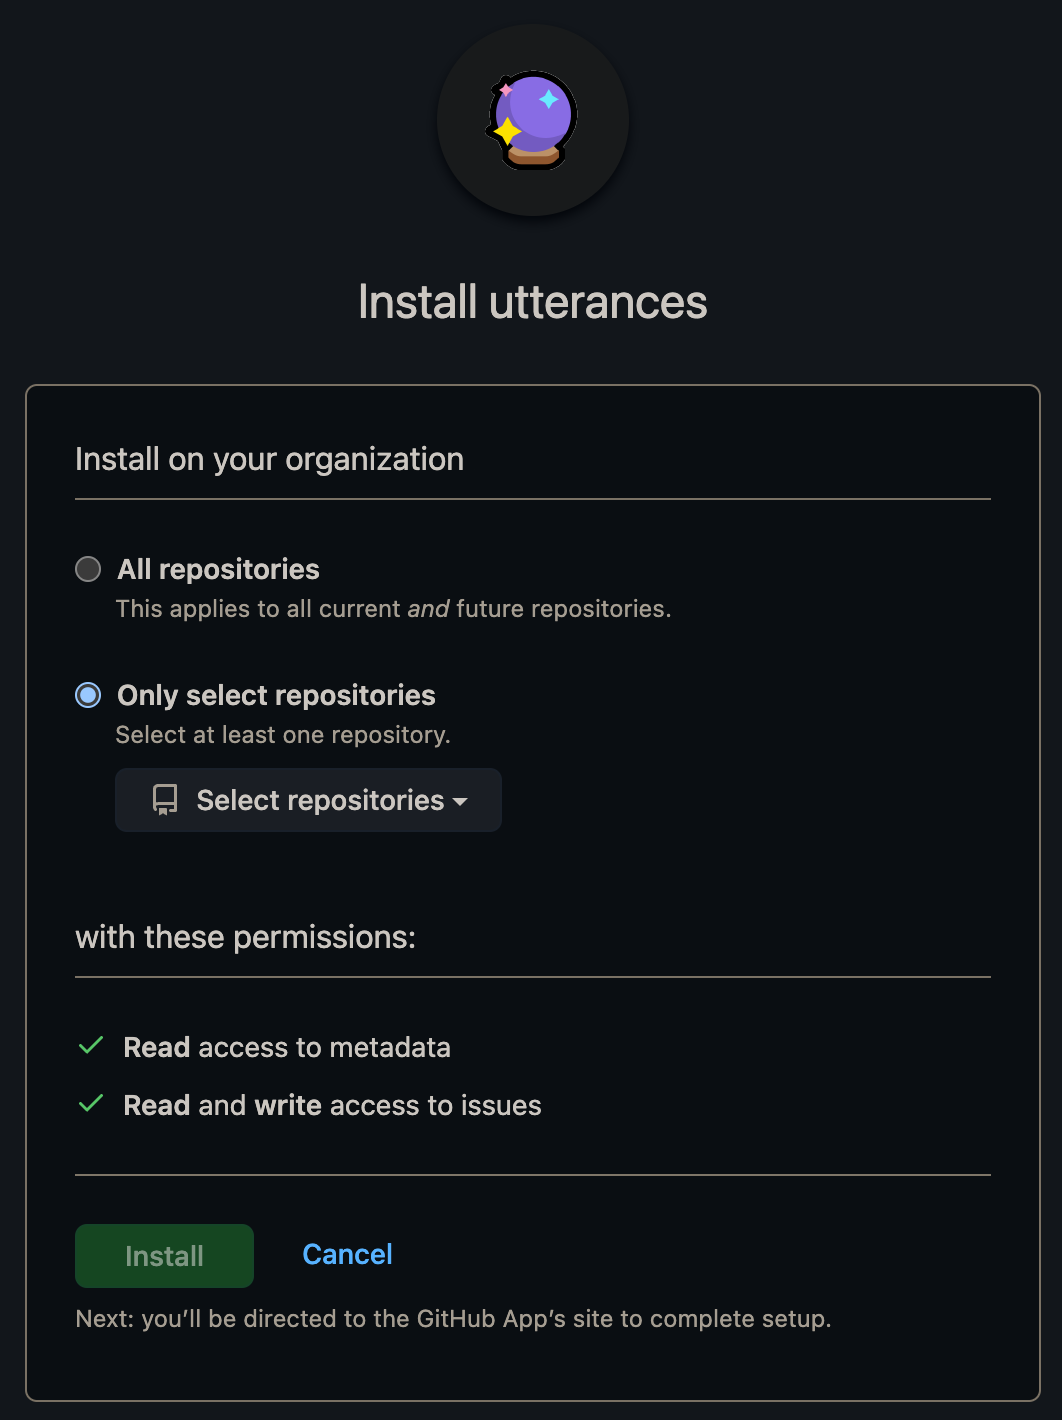 Install utterances
Install on your organization
All repositories
This applies to all current and future repositories.
Only select repositories
Select at least one repository.
Select repositories
with these permissions:
Read access to metadata
Read and write access to issues
Install
Cancel
Next: you’ll be directed to the GitHub App’s site to complete setup.